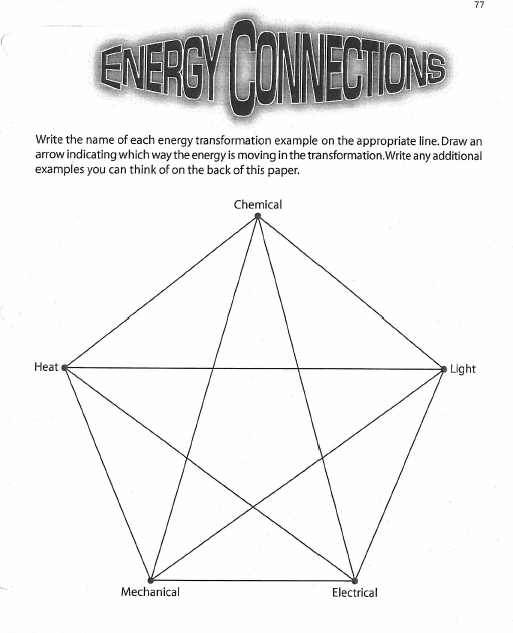 77
ENERGY CONNECTIONS
Write the name of each energy transformation example on the appropriate line. Draw an
arrow indicating which way the energy is moving in the transformation.Write any additional
examples you can think of on the back of this paper.
Chemical
Heat
Light
Mechanical
Electrical